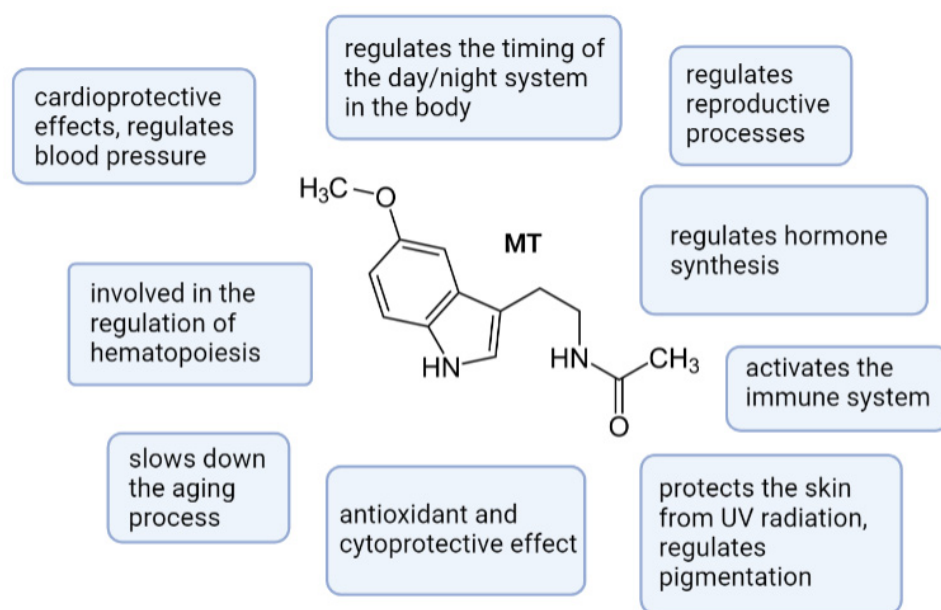 regulates the timing of
the day/night system
in the body
cardioprotective
effects, regulates
blood pressure
regulates
reproductive
processes
H₃C
O
MT
regulates hormone
synthesis
involved in the
regulation of
hematopoiesis
HN
HN
CH₃
O
activates the
immune system
slows down
the aging
process
antioxidant and
cytoprotective effect
protects the skin
from UV radiation,
regulates
pigmentation